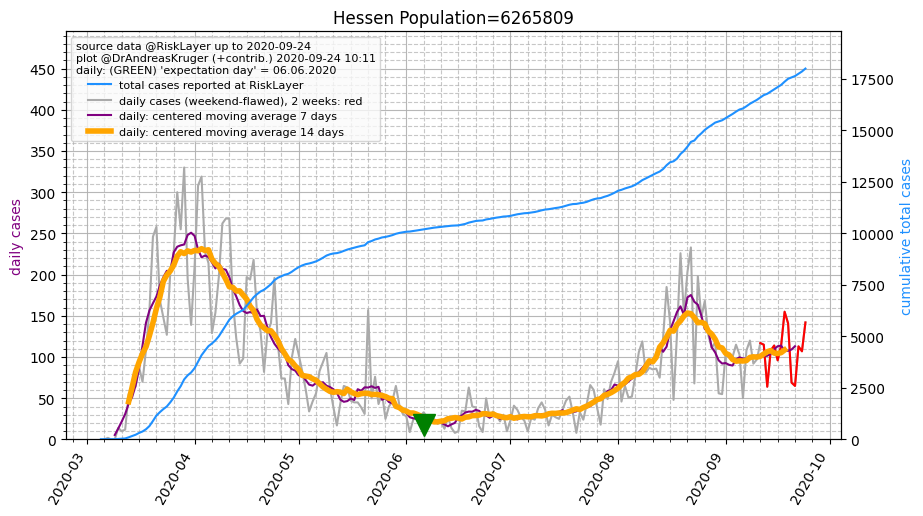 Hessen Population=6265809
source data @RiskLayer up to 2020-09-24
plot @DrAndreasKruger (+contrib.) 2020-09-24 10:11
daily: (GREEN) 'expectation day' = 06.06.2020
total cases reported at RiskLayer
daily cases (weekend-flawed), 2 weeks: red
daily: centered moving average 7 days
daily: centered moving average 14 days
daily cases
450
400
350
300
250
200
150
100
50
0
cumulative total cases
17500
15000
12500
10000
7500
5000
2500
0
2020-03
2020-04
2020-05
2020-06
2020-07
2020-08
2020-09
2020-10